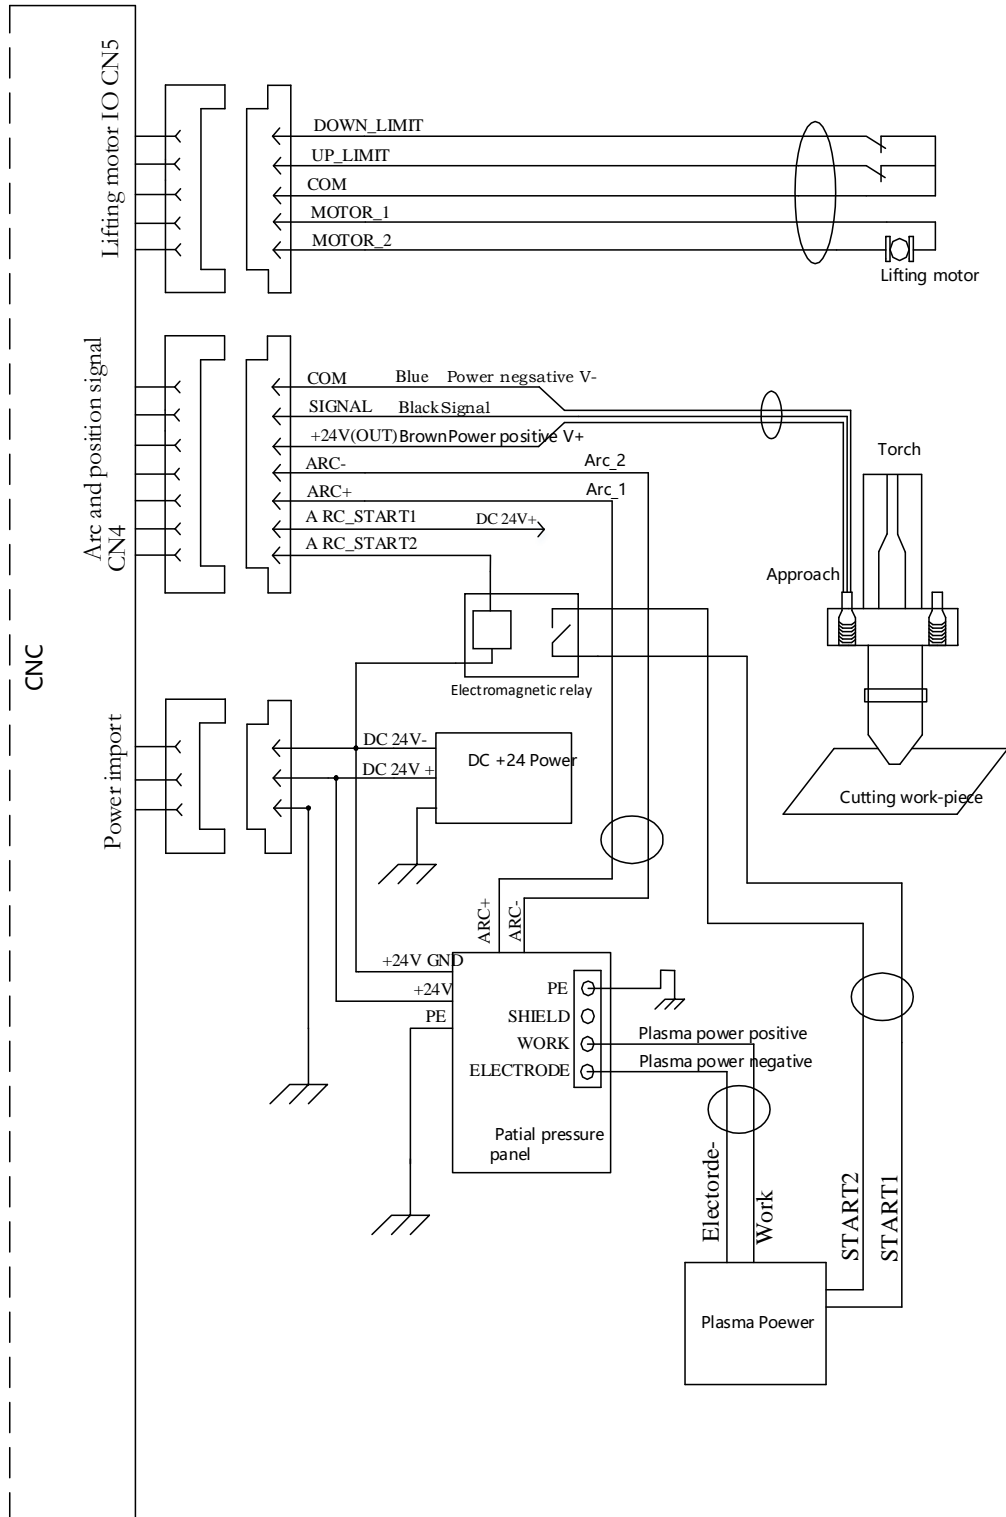 Lifting motor IO CN5
DOWN_LIMIT
UP_LIMIT
COM
MOTOR_1
MOTOR_2
Lifting motor
Arc and position signal
CN4
COM Blue Power negsative V-
SIGNAL Black Signal
+24V(OUT) Brown Power positive V+
ARC- Arc_2
ARC+ Arc_1
A RC_START1 DC 24V+
A RC_START2
Torch
Approach
Electromagnetic relay
CNC
Power import
DC 24V-
DC 24V +
DC +24 Power
Cutting work-piece
ARC+
ARC-
+24V GND
+24V
PE
PE
SHIELD
WORK
ELECTRODE
Plasma power positive
Plasma power negative
Patial pressure
panel
Electorde-
Work
START2
START1
Plasma Poewer